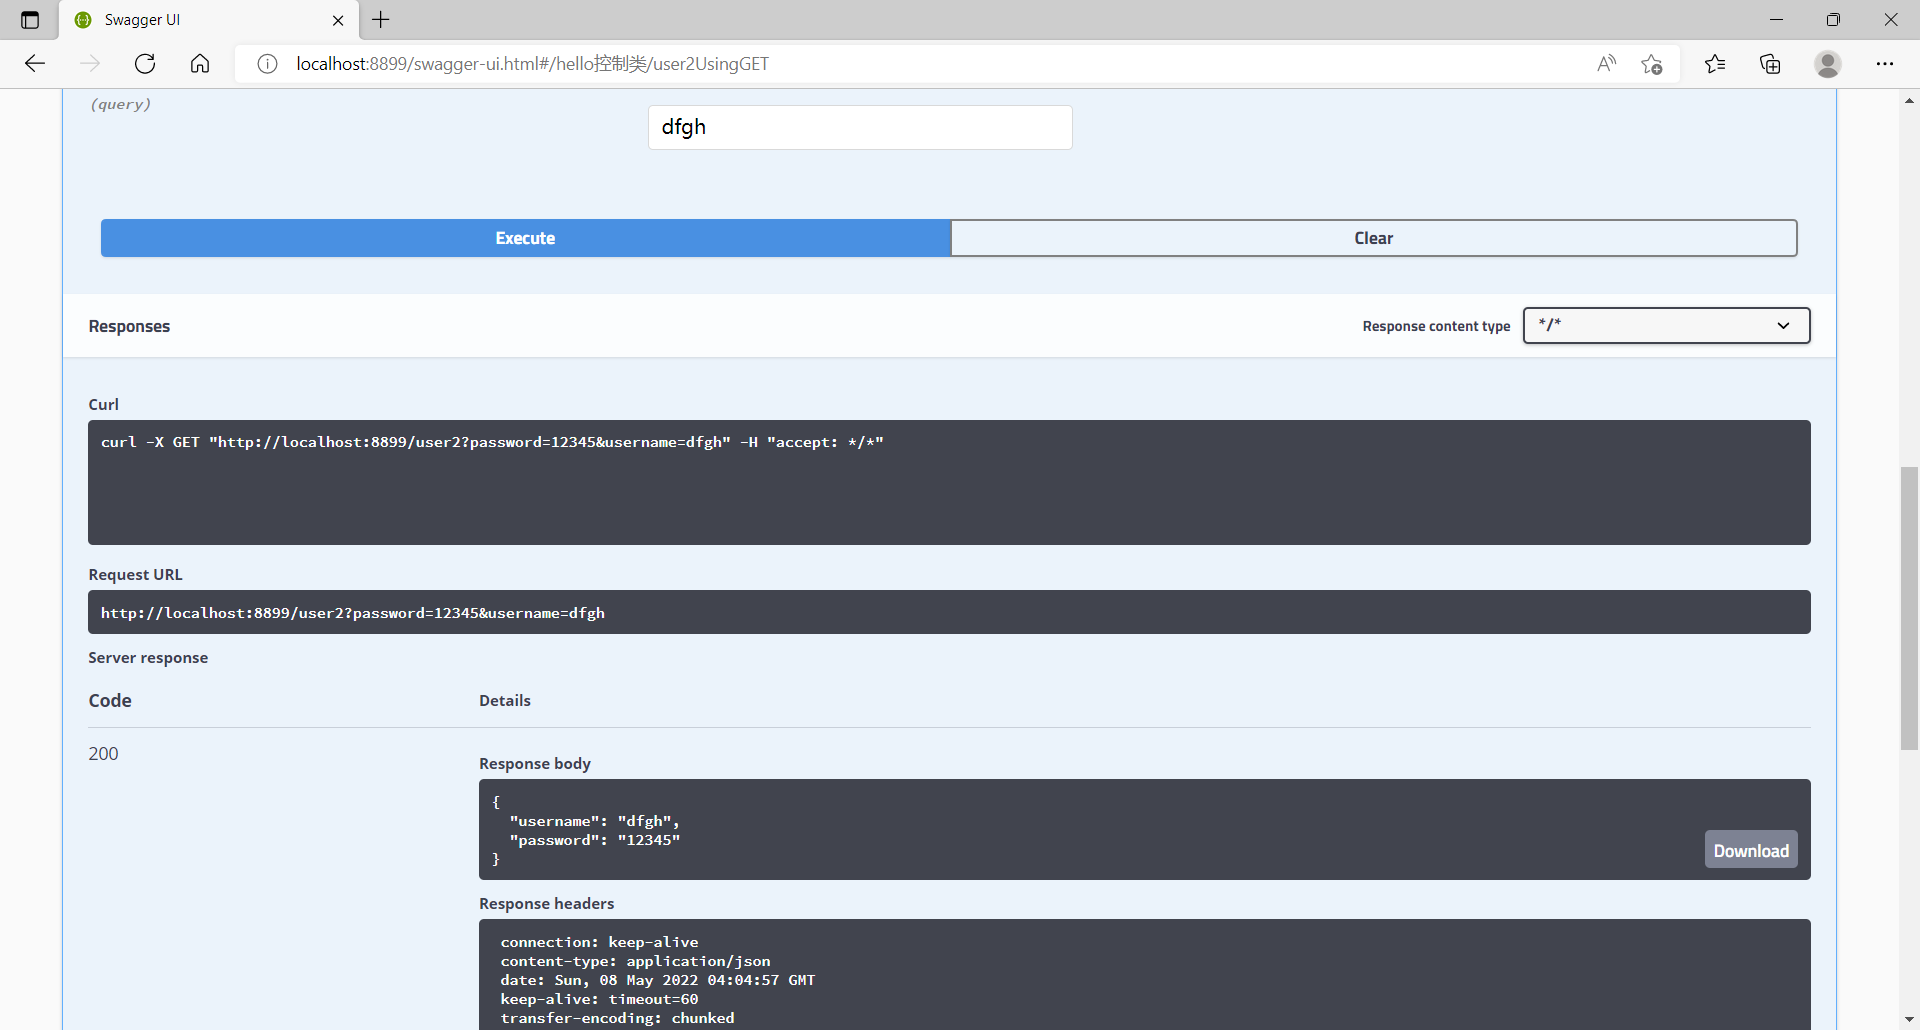 Swagger UI
localhost:8899/swagger-ui.html#/hello控制类/user2UsingGET
(query)
dfgh
Execute
Clear
Responses
Response content type
*/*
Curl
curl -X GET "http://localhost:8899/user2?password=12345&username=dfgh" -H "accept: */*"
Request URL
http://localhost:8899/user2?password=12345&username=dfgh
Server response
Code
Details
200
Response body
{
"username": "dfgh",
"password": "12345"
}
Download
Response headers
connection: keep-alive
content-type: application/json
date: Sun, 08 May 2022 04:04:57 GMT
keep-alive: timeout=60
transfer-encoding: chunked